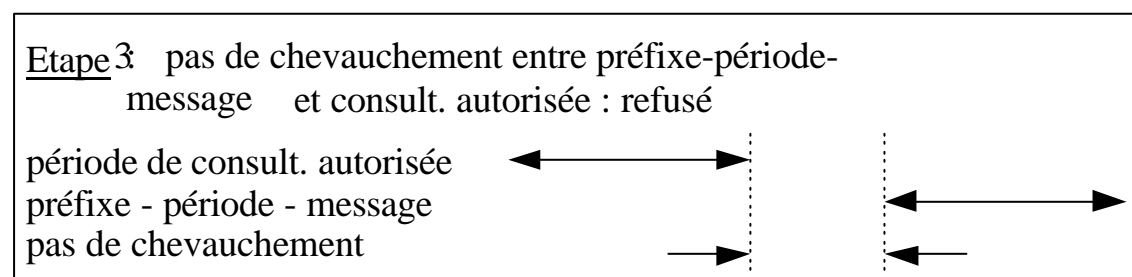 Etape 3: pas de chevauchement entre préfixe-période-
message et consult. autorisée : refusé
période de consult. autorisée
préfixe - période - message
pas de chevauchement